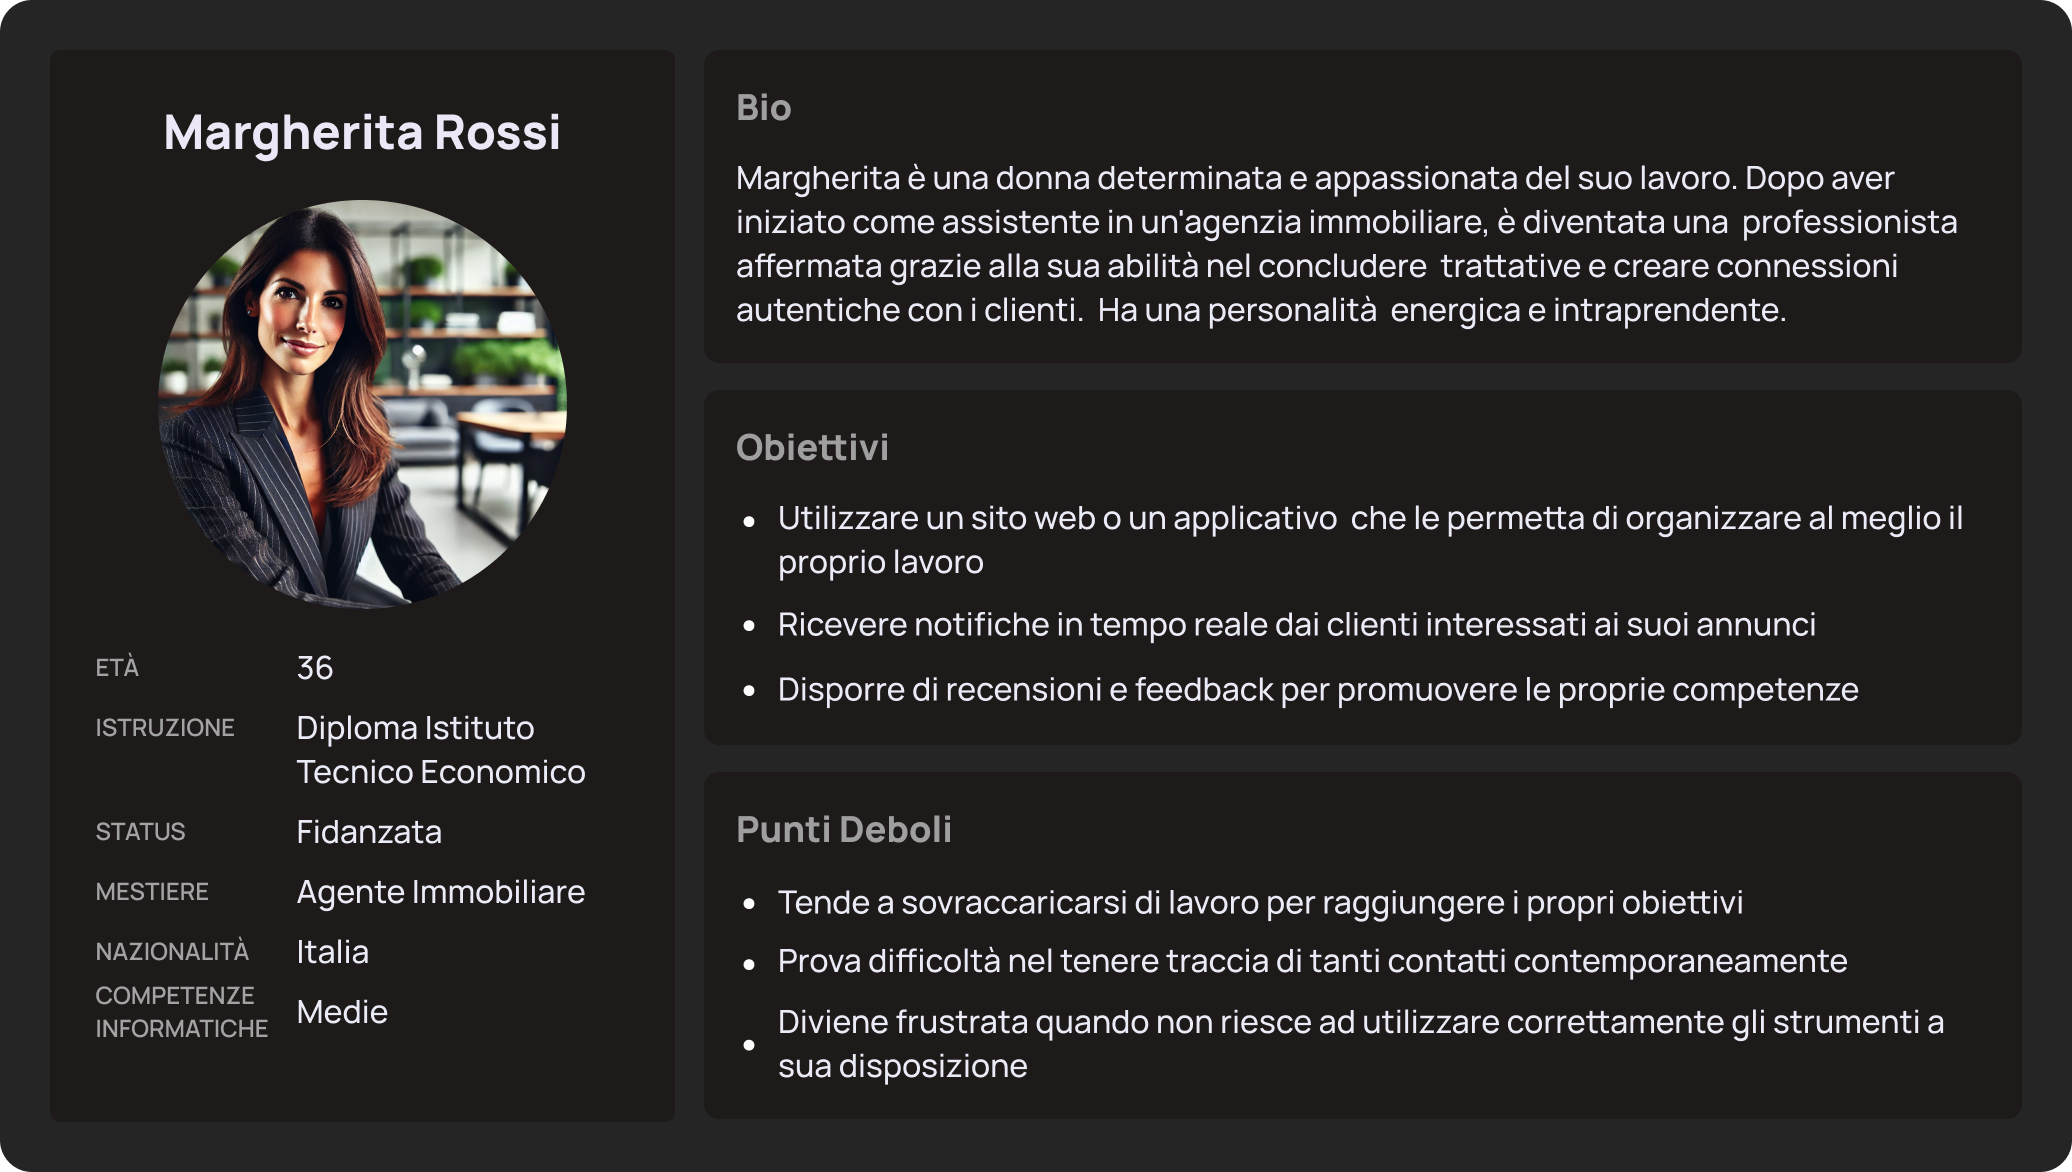 Margherita Rossi
ETÀ 36
ISTRUZIONE Diploma Istituto
Tecnico Economico
STATUS Fidanzata
MESTIERE Agente Immobiliare
NAZIONALITÀ Italia
COMPETENZE
INFORMATICHE Medie
Bio
Margherita è una donna determinata e appassionata del suo lavoro. Dopo aver
iniziato come assistente in un'agenzia immobiliare, è diventata una professionista
affermata grazie alla sua abilità nel concludere trattative e creare connessioni
autentiche con i clienti. Ha una personalità energica e intraprendente.
Obiettivi
• Utilizzare un sito web o un applicativo che le permetta di organizzare al meglio il
proprio lavoro
• Ricevere notifiche in tempo reale dai clienti interessati ai suoi annunci
• Disporre di recensioni e feedback per promuovere le proprie competenze
Punti Deboli
• Tende a sovraccaricarsi di lavoro per raggiungere i propri obiettivi
• Prova difficoltà nel tenere traccia di tanti contatti contemporaneamente
• Diviene frustrata quando non riesce ad utilizzare correttamente gli strumenti a
sua disposizione